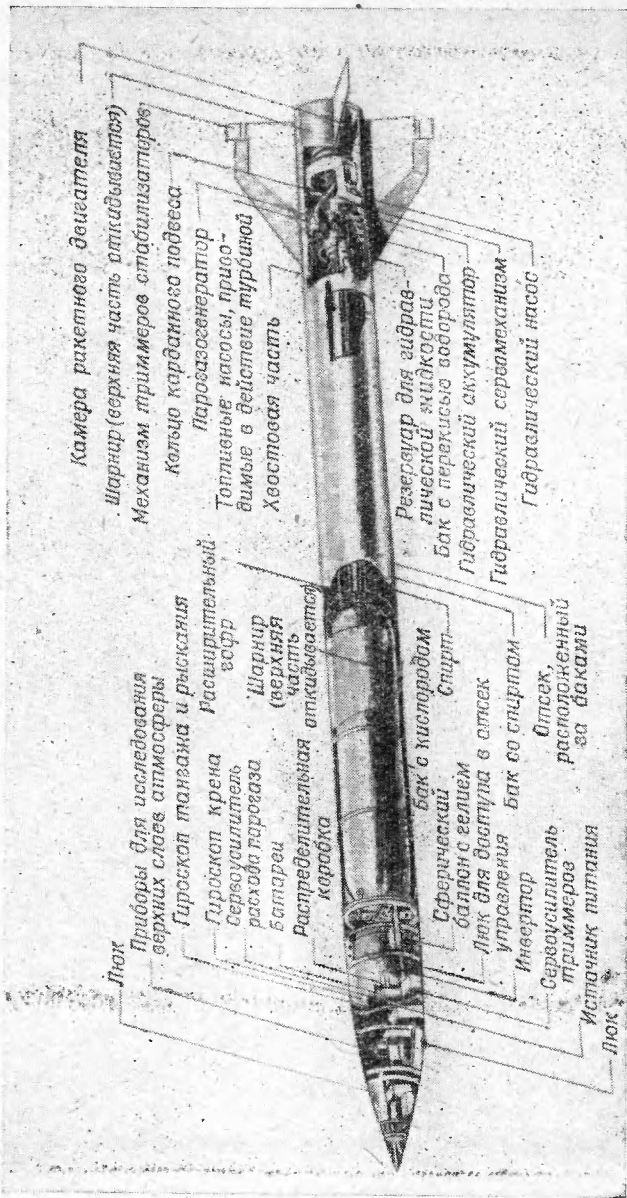 Люк
Приборы для исследования
верхних слоев атмосферы
Гироскоп тангажа и рыскания
Гироскоп крена
Сервоусилитель
расхода парогаза
Батареи
Распределительная
коробка
Расширительный
гофр
Шарнир
(верхняя
часть
откидывается)
Камера ракетного двигателя
Шарнир (верхняя часть откидывается)
Механизм триммеров стабилизаторов
Кольцо карданного подвеса
Парогазогенератор
Топливные насосы, приво-
димые в действие турбиной
Хвостовая часть
Бак с кислородом
Спирт
Сферический
баллон с гелием
Люк для доступа в отсек
управления
Бак со спиртом
Инвертор
Отсек,
расположенный
за баками
Сервоусилитель
триммеров
Источник питания
Люк
Резервуар для гидрав-
лической жидкости
Бак с перекисью водорода
Гидравлический аккумулятор
Гидравлический сервомеханизм
Гидравлический насос